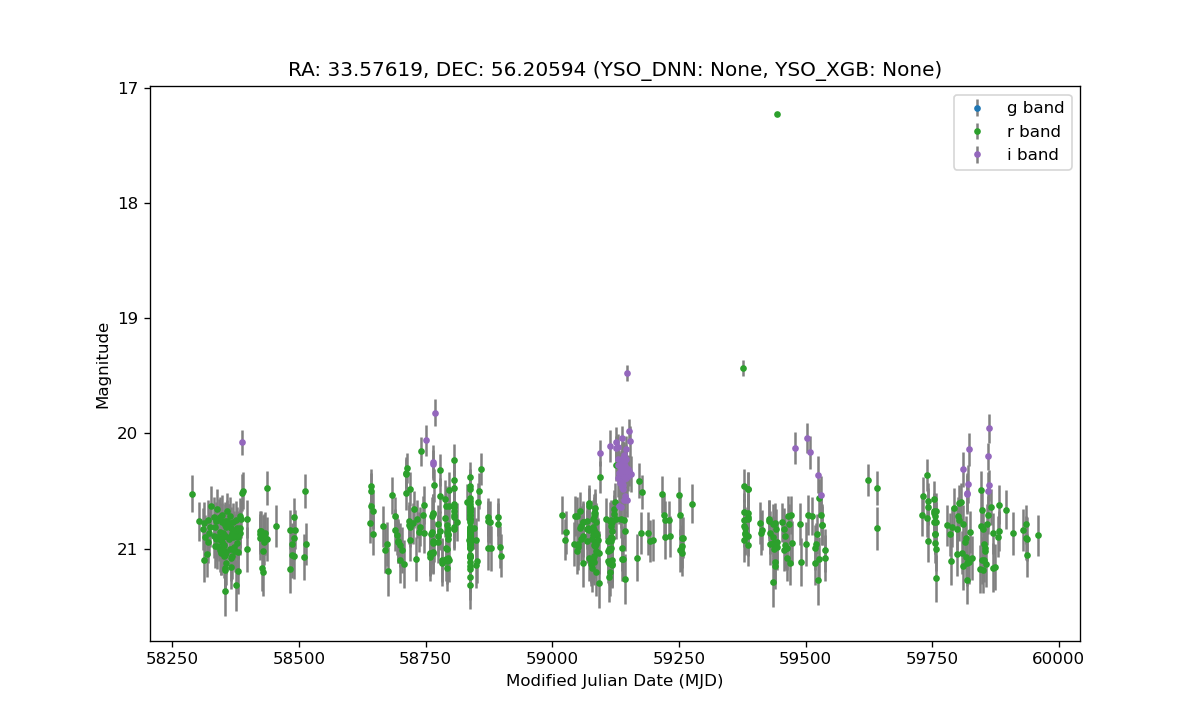 RA: 33.57619, DEC: 56.20594 (YSO_DNN: None, YSO_XGB: None)
17
18
19
20
21
Magnitude
g band
r band
i band
58250 58500 58750 59000 59250 59500 59750 60000
Modified Julian Date (MJD)